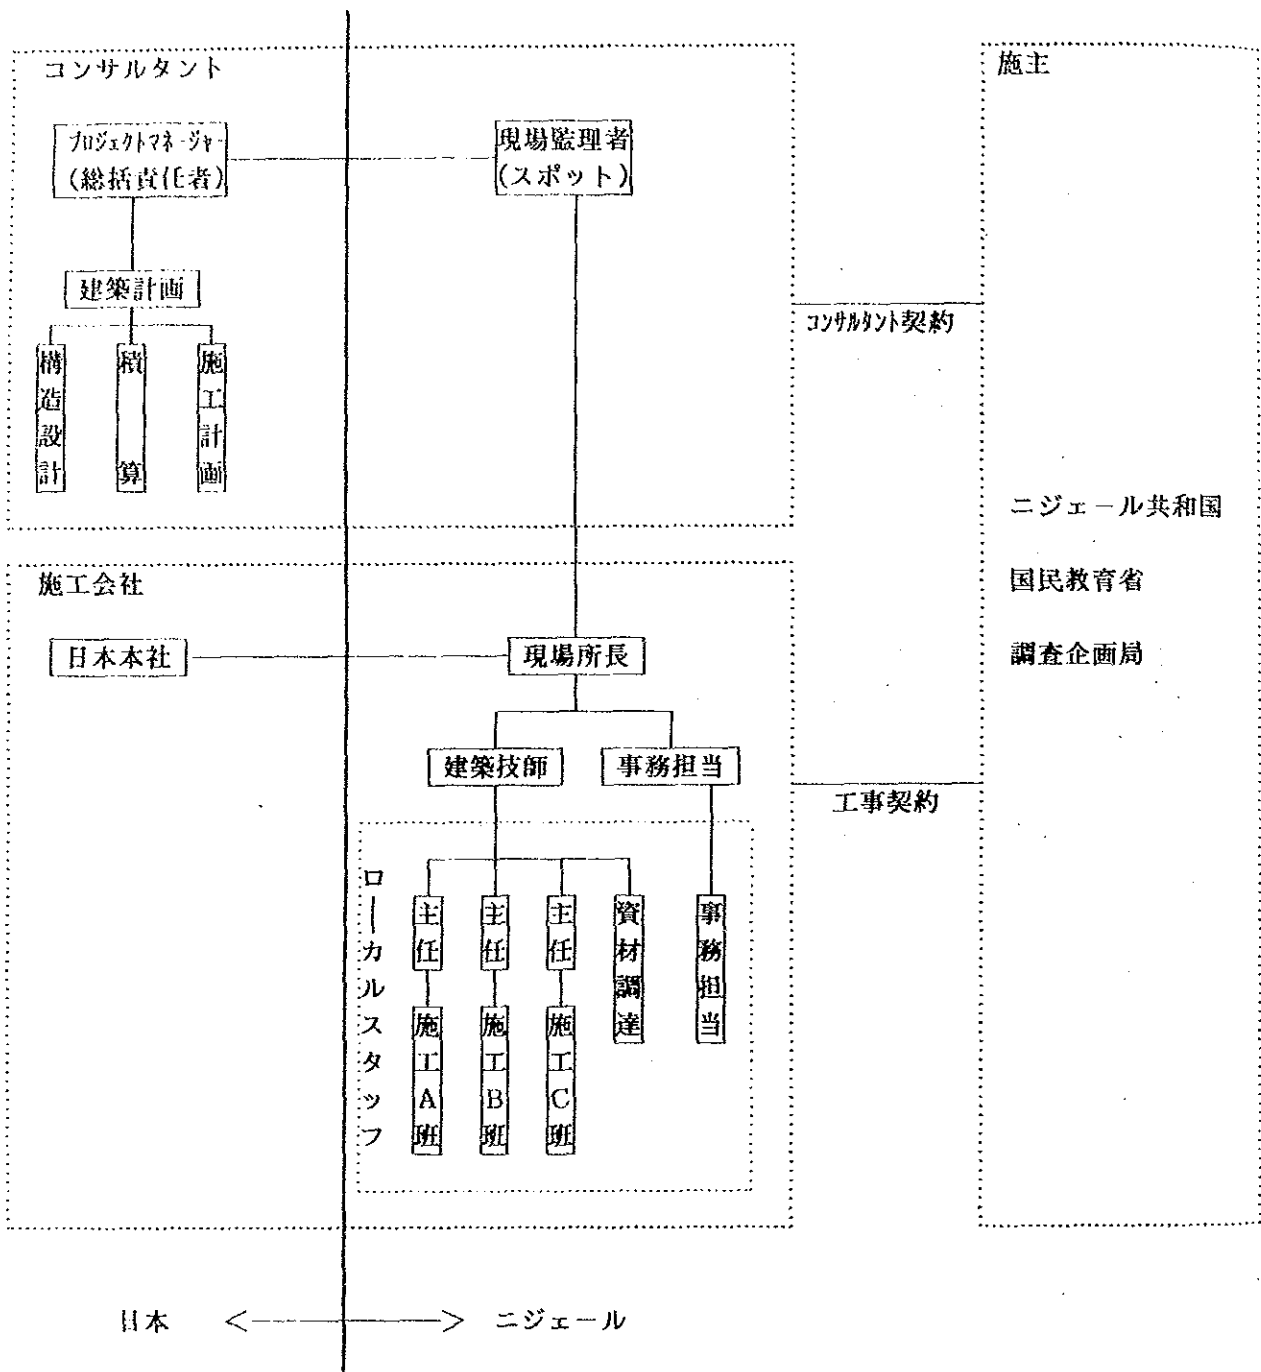 コンサルタント
施主
プロジェクトマネージャー
(総括責任者)
現場監理者
(スポット)
建築計画
コンサルタント契約
構造設計
積算
施工計画
ニジェール共和国
国民教育省
調査企画局
施工会社
日本本社
現場所長
建築技師
事務担当
工事契約
ローカルスタッフ
主任
主任
主任
資材調達
事務担当
施工A班
施工B班
施工C班
日本
ニジェール